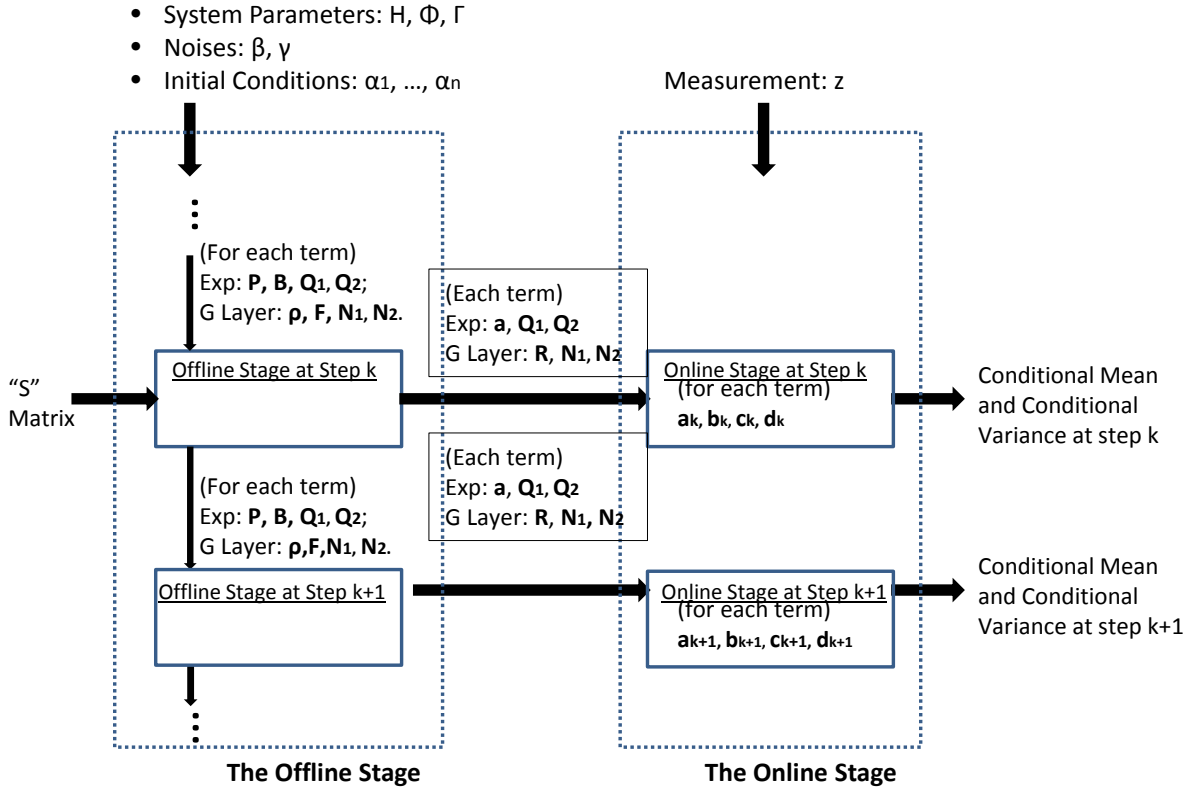 • System Parameters: H, Φ, Γ
• Noises: β, γ
• Initial Conditions: α1, …, αn
Measurement: z
(For each term)
Exp: P, B, Q1, Q2;
G Layer: ρ, F, N1, N2.
(Each term)
Exp: a, Q1, Q2
G Layer: R, N1, N2
"S"
Matrix
Offline Stage at Step k
Online Stage at Step k
(for each term)
ak, bk, ck, dk
Conditional Mean
and Conditional
Variance at step k
(For each term)
Exp: P, B, Q1, Q2;
G Layer: ρ,F,N1, N2.
(Each term)
Exp: a, Q1, Q2
G Layer: R, N1, N2
Offline Stage at Step k+1
Online Stage at Step k+1
(for each term)
ak+1, bk+1, ck+1, dk+1
Conditional Mean
and Conditional
Variance at step k+1
The Offline Stage
The Online Stage